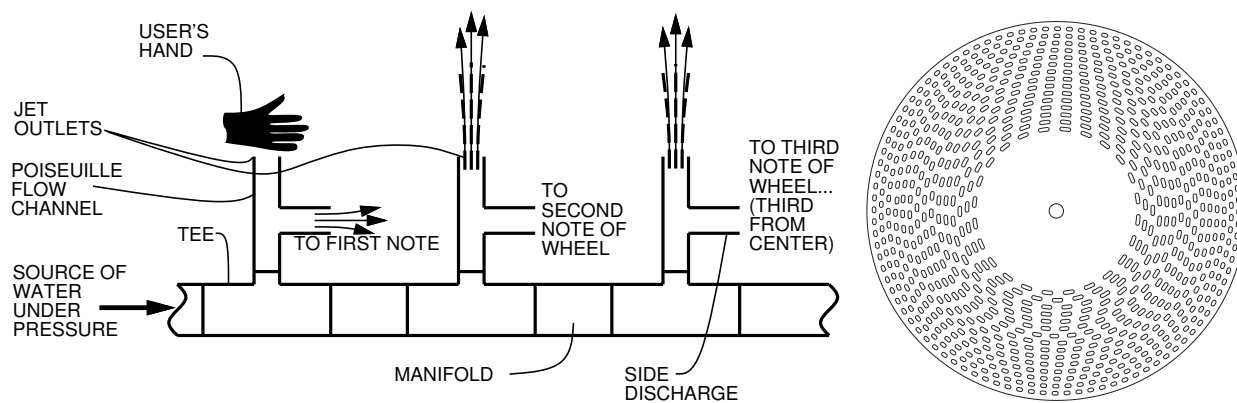 USER'S
HAND
JET
OUTLETS
POISEUILLE
FLOW
CHANNEL
TEE
SOURCE OF
WATER
UNDER
PRESSURE
TO FIRST NOTE
TO
SECOND
NOTE OF
WHEEL
TO THIRD
NOTE OF
WHEEL...
(THIRD
FROM
CENTER)
MANIFOLD
SIDE
DISCHARGE